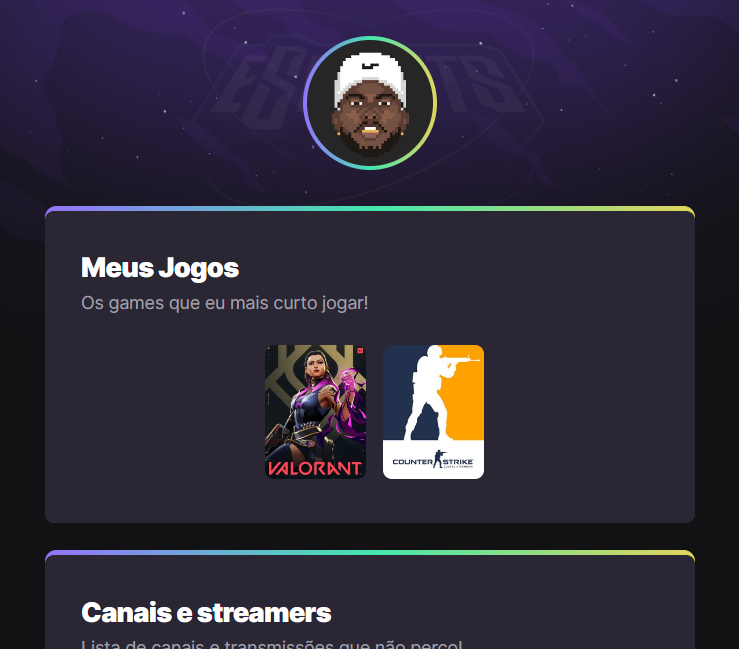 ESPORTS
Meus Jogos
Os games que eu mais curto jogar!
VALORANT
COUNTER STRIKE
Canais e streamers
Lista de canais e transmissões que não perco!